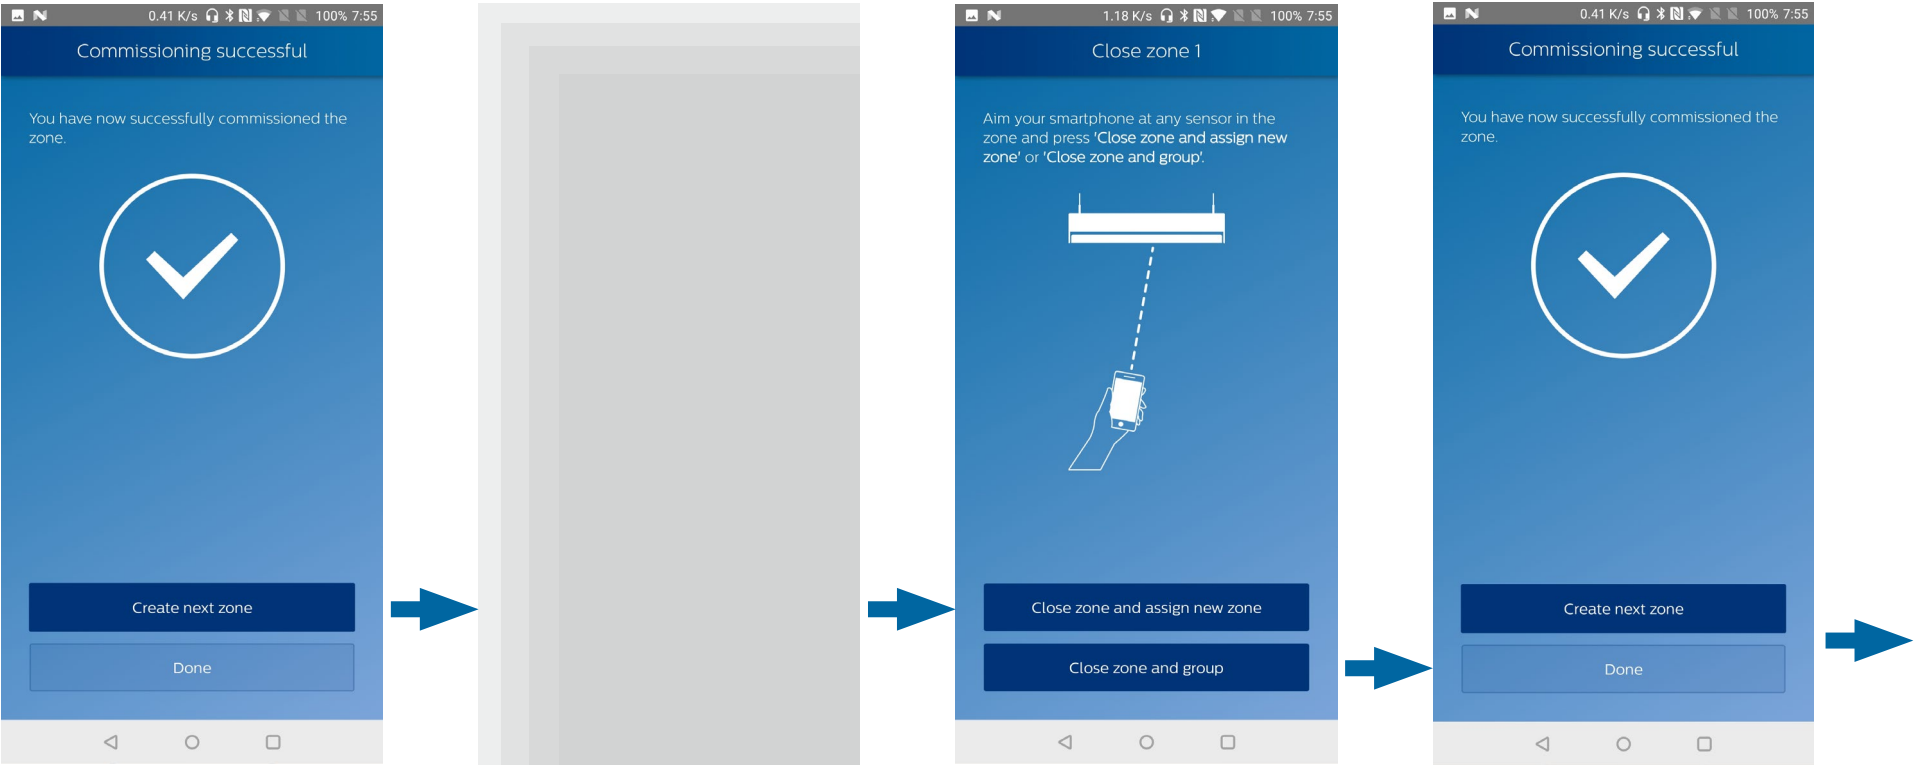 0.41 K/s 100% 7:55
Commissioning successful
You have now successfully commissioned the
zone.
Create next zone
Done
1.18 K/s 100% 7:55
Close zone 1
Aim your smartphone at any sensor in the
zone and press 'Close zone and assign new
zone' or 'Close zone and group'.
Close zone and assign new zone
Close zone and group
0.41 K/s 100% 7:55
Commissioning successful
You have now successfully commissioned the
zone.
Create next zone
Done